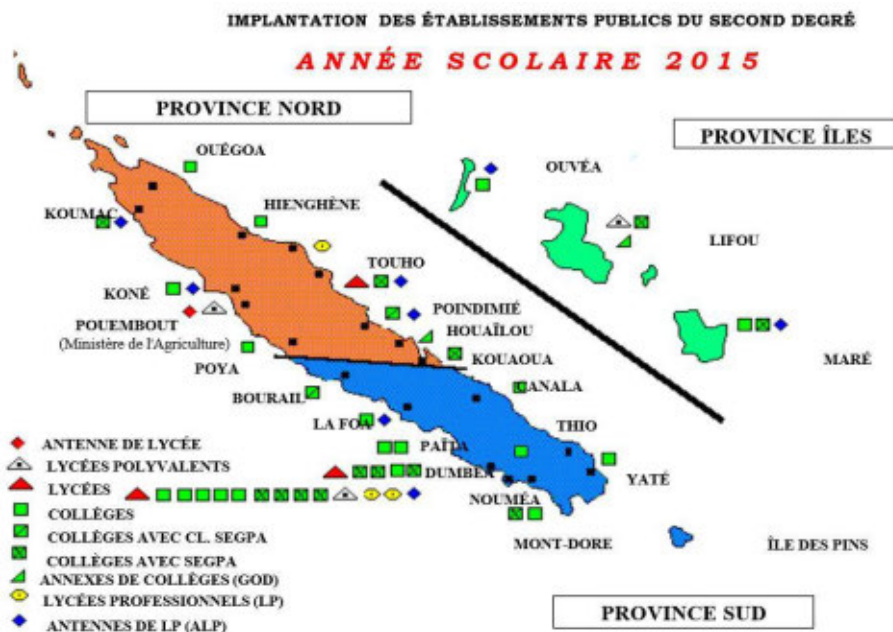 IMPLANTATION DES ÉTABLISSEMENTS PUBLICS DU SECOND DEGRÉ
ANNÉE SCOLAIRE 2015
PROVINCE NORD
PROVINCE ÎLES
OUÉGOA
OUVÉA
KOUMAC
HIENGHÈNE
LIFOU
TOUHO
KONÉ
POINDIMIÉ
POUEMBOUT
(Ministère de l'Agriculture)
HOUAÏLOU
KOUAOUA
POYA
MARÉ
CANALA
BOURAIL
LA FOA
THIO
PAÏTA
DUMBÉA
YATÉ
NOUMÉA
MONT-DORE
ÎLE DES PINS
ANTENNE DE LYCÉE
LYCÉES POLYVALENTS
LYCÉES
COLLÈGES
COLLÈGES AVEC CL. SEGPA
COLLÈGES AVEC SEGPA
ANNEXES DE COLLÈGES (GOD)
LYCÉES PROFESSIONNELS (LP)
ANTENNES DE LP (ALP)
PROVINCE SUD